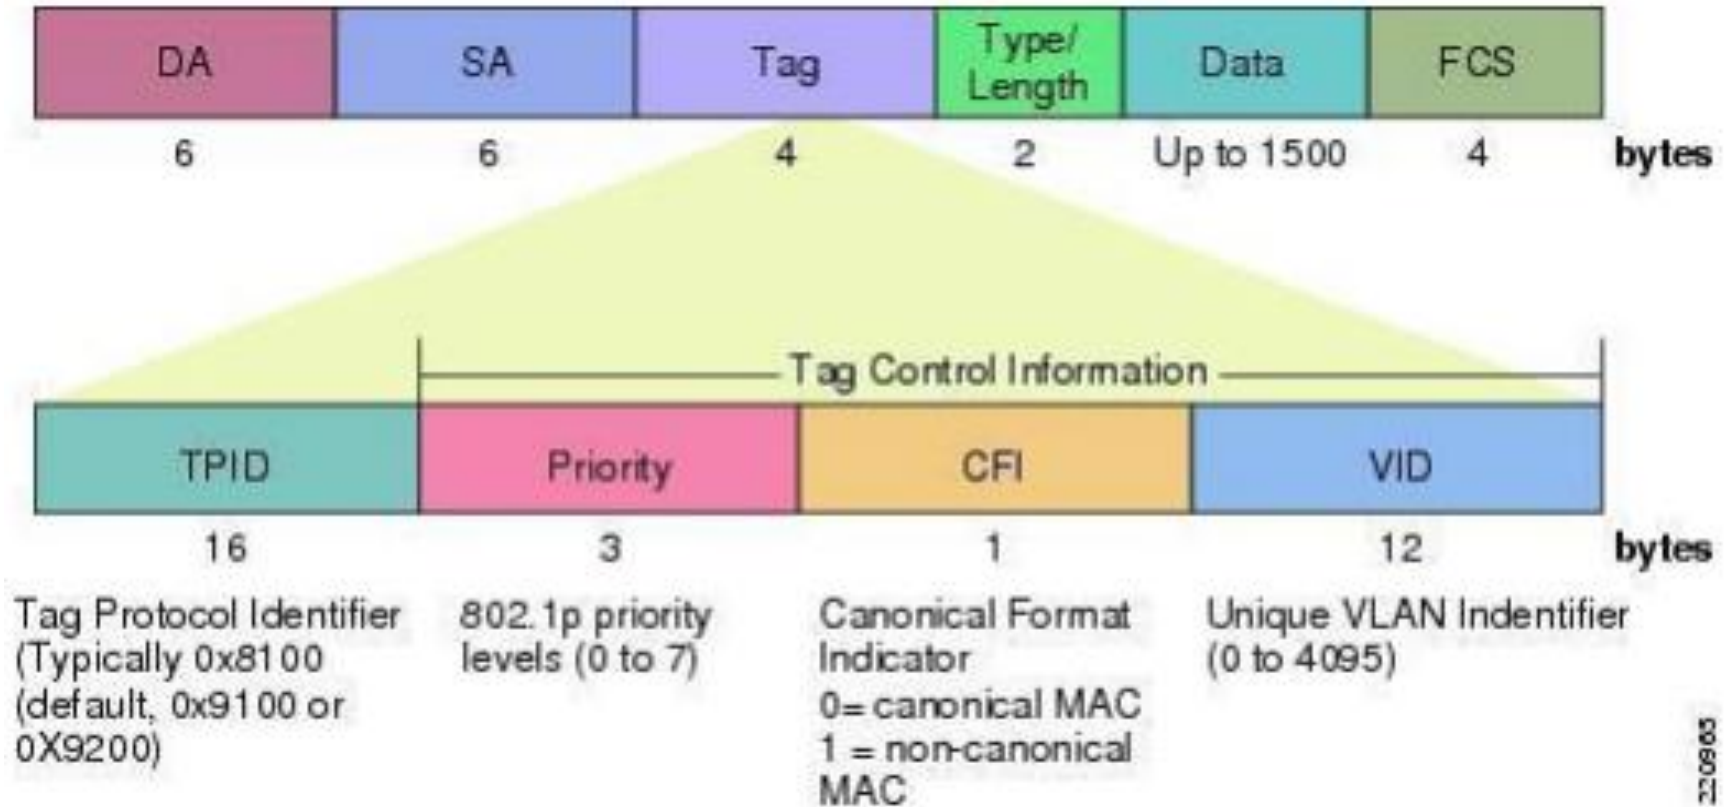 DA SA Tag Type/ Length Data FCS
6 6 4 2 Up to 1500 4 bytes
Tag Control Information
TPID Priority CFI VID
16 3 1 12 bytes
Tag Protocol Identifier
(Typically 0x8100
(default, 0x9100 or
0X9200)
802.1p priority
levels (0 to 7)
Canonical Format
Indicator
0= canonical MAC
1 = non-canonical
MAC
Unique VLAN Indentifier
(0 to 4095)
220965